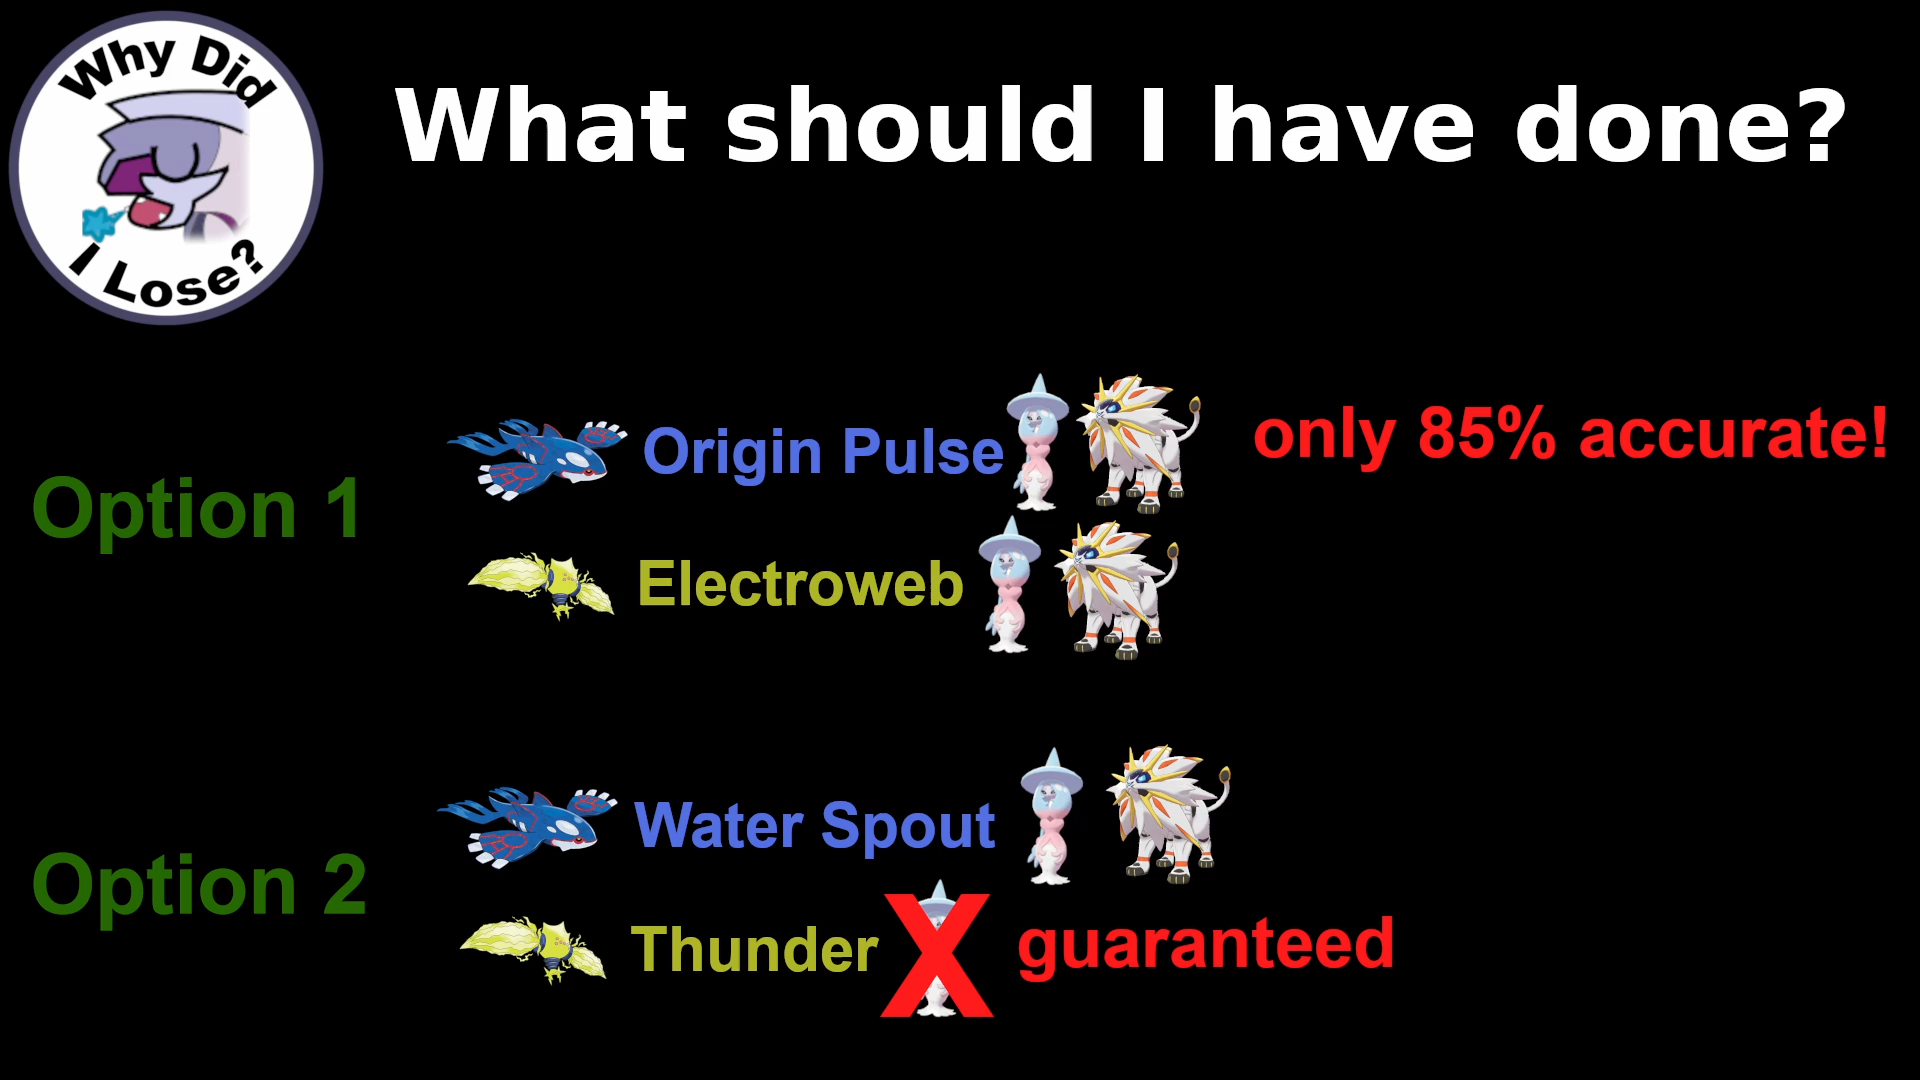 Why Did
I Lose?
What should I have done?
Option 1
Origin Pulse
only 85% accurate!
Electroweb
Option 2
Water Spout
Thunder
X
guaranteed